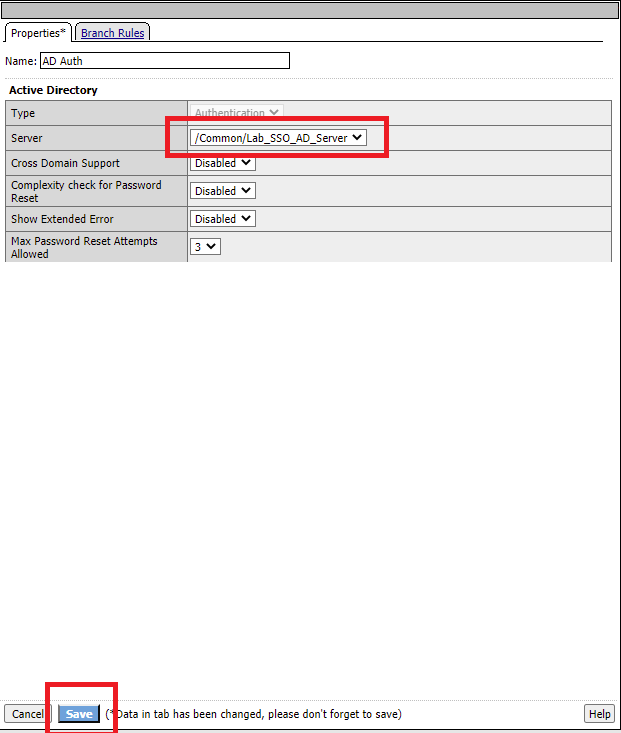 Properties* Branch Rules
Name: AD Auth
Active Directory
Type Authentication
Server /Common/Lab_SSO_AD_Server
Cross Domain Support Disabled
Complexity check for Password
Reset Disabled
Show Extended Error Disabled
Max Password Reset Attempts
Allowed 3
Cancel Save (*Data in tab has been changed, please don't forget to save) Help